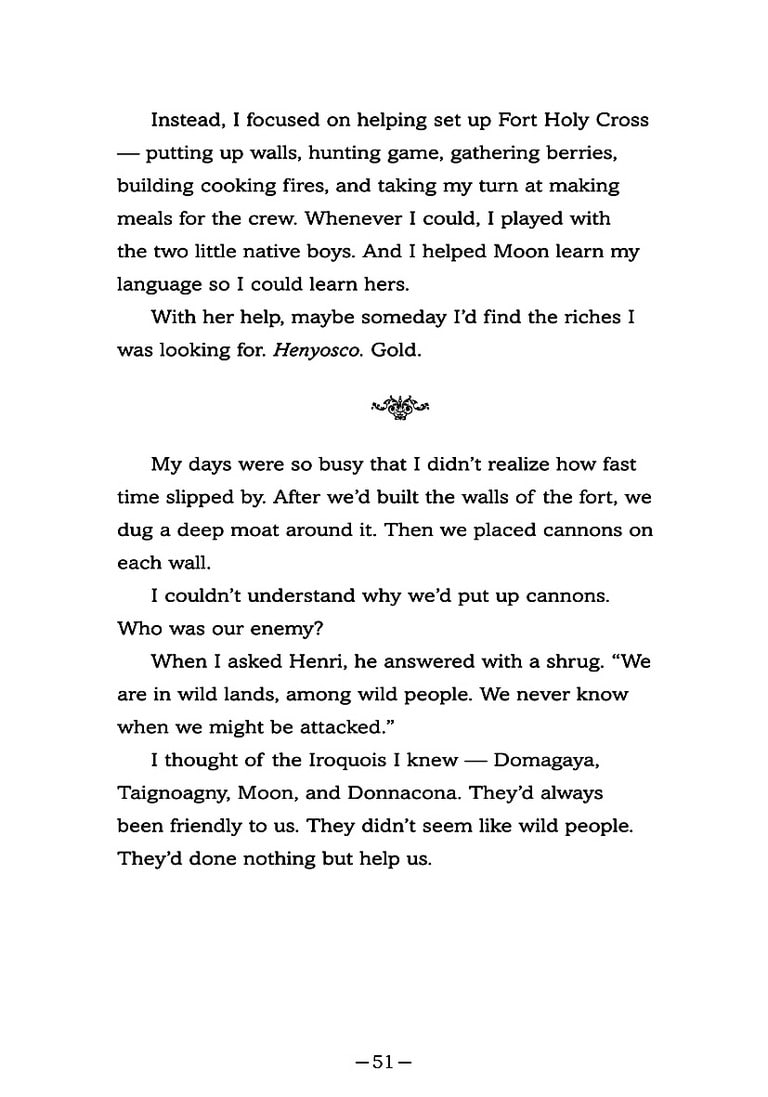 Instead, I focused on helping set up Fort Holy Cross
— putting up walls, hunting game, gathering berries,
building cooking fires, and taking my turn at making
meals for the crew. Whenever I could, I played with
the two little native boys. And I helped Moon learn my
language so I could learn hers.
With her help, maybe someday I’d find the riches I
was looking for. Henyosco. Gold.
My days were so busy that I didn’t realize how fast
time slipped by. After we’d built the walls of the fort, we
dug a deep moat around it. Then we placed cannons on
each wall.
I couldn’t understand why we’d put up cannons.
Who was our enemy?
When I asked Henri, he answered with a shrug. “We
are in wild lands, among wild people. We never know
when we might be attacked.”
I thought of the Iroquois I knew — Domagaya,
Taignoagny, Moon, and Donnacona. They’d always
been friendly to us. They didn’t seem like wild people.
They’d done nothing but help us.
—51—